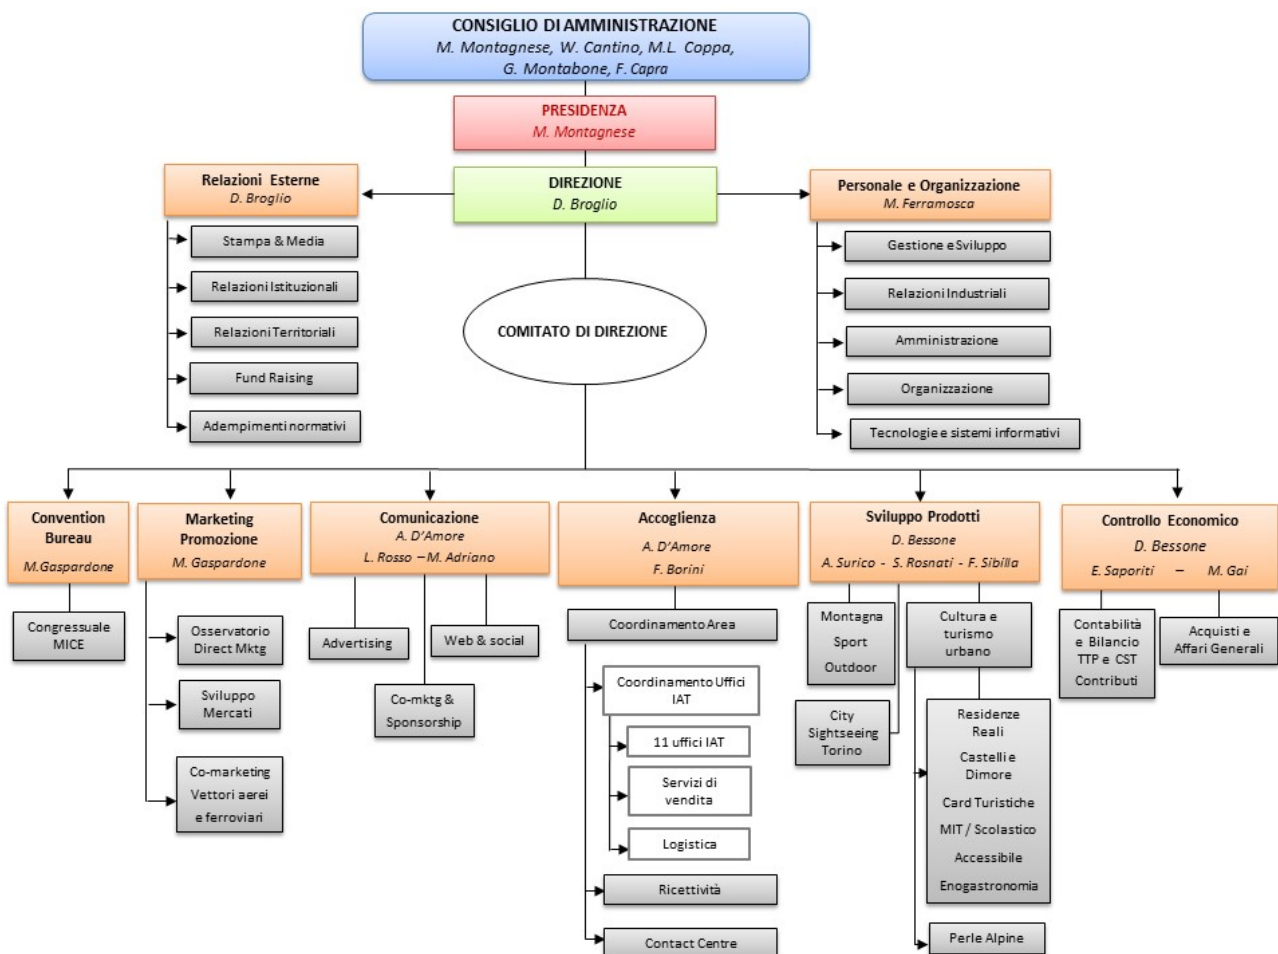 CONSIGLIO DI AMMINISTRAZIONE
M. Montagnese, W. Cantino, M.L. Coppa,
G. Montabone, F. Capra
PRESIDENZA
M. Montagnese
Relazioni Esterne
D. Broglio
DIREZIONE
D. Broglio
Personale e Organizzazione
M. Ferramosca
Stampa & Media
Relazioni Istituzionali
Relazioni Territoriali
Fund Raising
Adempimenti normativi
Gestione e Sviluppo
Relazioni Industriali
Amministrazione
Organizzazione
Tecnologie e sistemi informativi
COMITATO DI DIREZIONE
Convention
Bureau
M.Gaspardone
Congressuale
MICE
Marketing
Promozione
M. Gaspardone
Osservatorio
Direct Mktg
Sviluppo
Mercati
Co-marketing
Vettori aerei
e ferroviari
Comunicazione
A. D'Amore
L. Rosso – M. Adriano
Advertising
Web & social
Co-mktg &
Sponsorship
Accoglienza
A. D'Amore
F. Borini
Coordinamento Area
Coordinamento Uffici
IAT
11 uffici IAT
Servizi di
vendita
Logistica
Ricettività
Contact Centre
Sviluppo Prodotti
D. Bessone
A. Surico - S. Rosnati - F. Sibilla
Montagna
Sport
Outdoor
City
Sightseeing
Torino
Cultura e
turismo
urbano
Residenze
Reali
Castelli e
Dimore
Card Turistiche
MIT / Scolastico
Accessibile
Enogastronomia
Perle Alpine
Controllo Economico
D. Bessone
E. Saporiti – M. Gai
Contabilità
e Bilancio
TTP e CST
Contributi
Acquisti e
Affari Generali